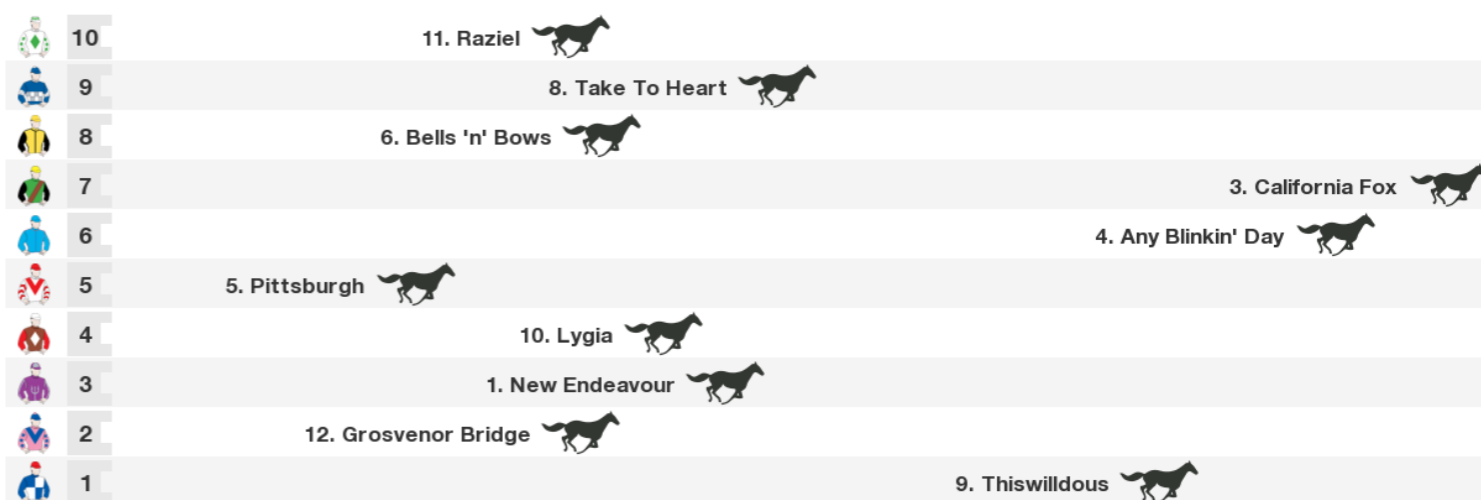 10 11. Raziel
9 8. Take To Heart
8 6. Bells 'n' Bows
7 3. California Fox
6 4. Any Blinkin' Day
5 5. Pittsburgh
4 10. Lygia
3 1. New Endeavour
2 12. Grosvenor Bridge
1 9. Thiswilldous